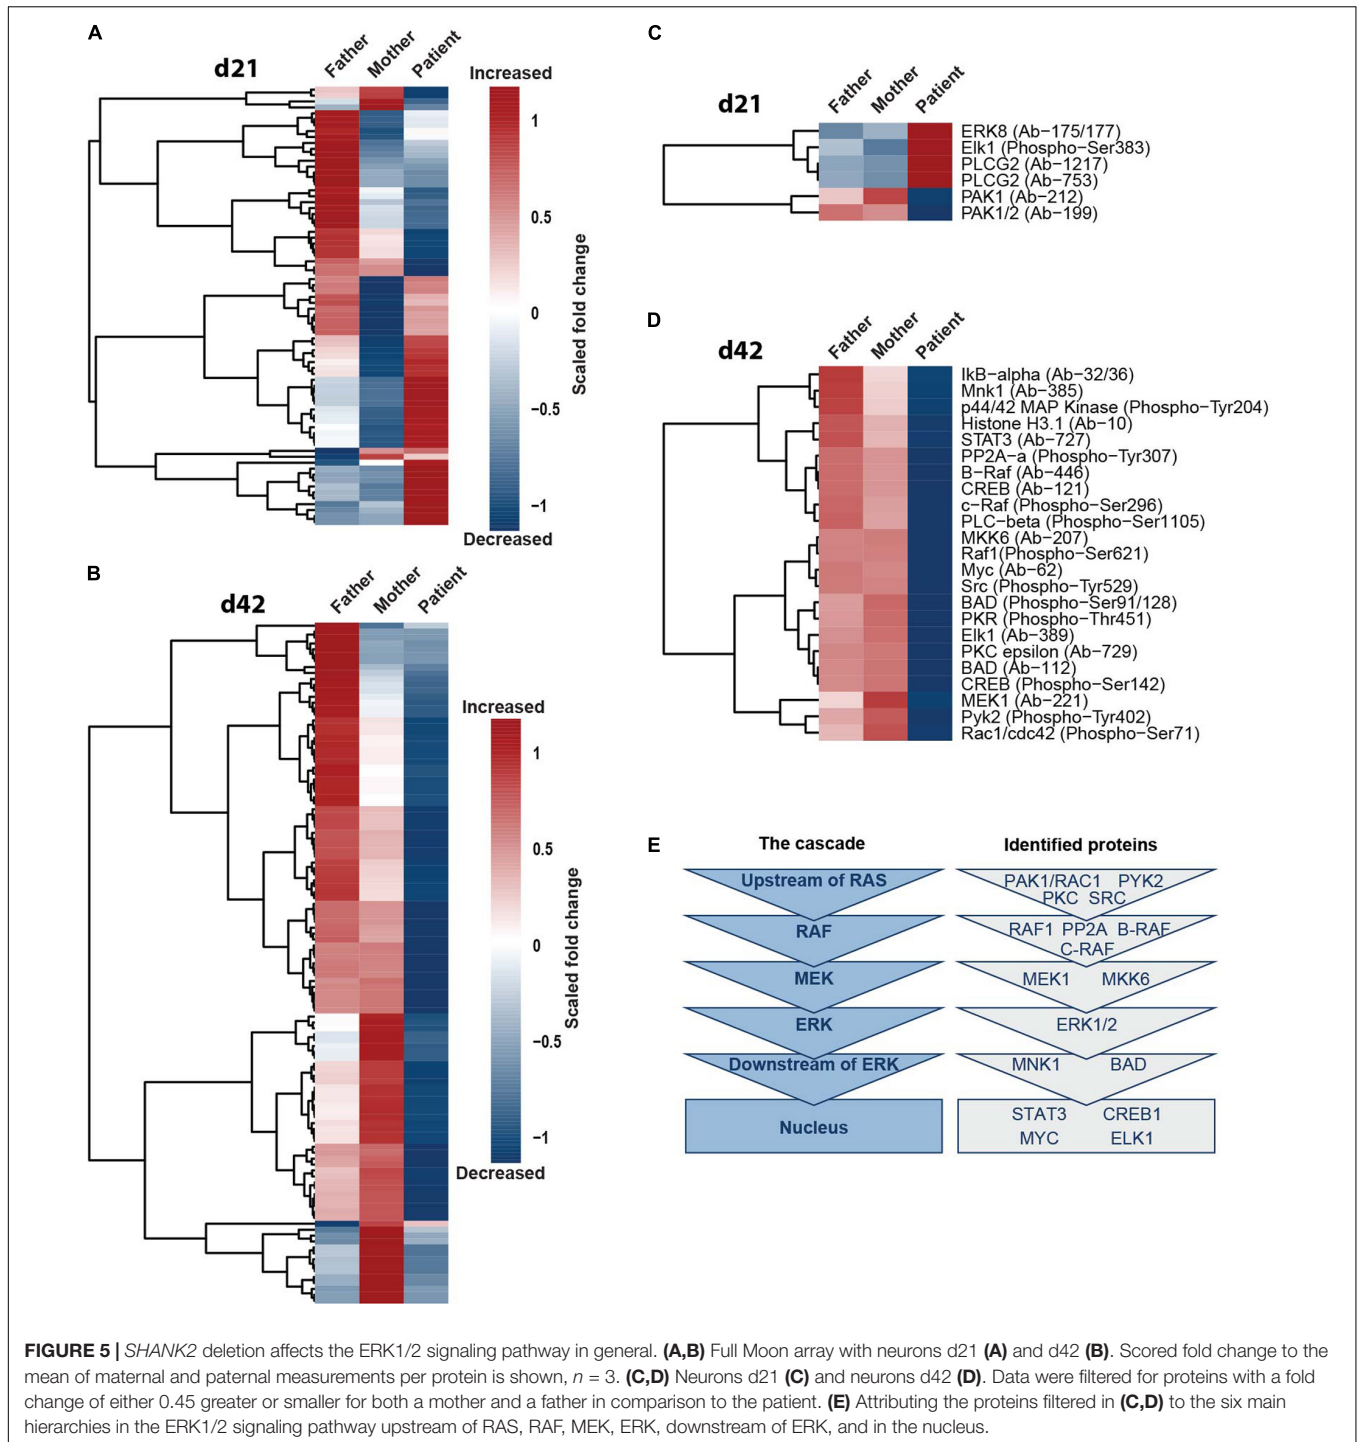 A
d21
Father
Mother
Patient
Increased
1
0.5
0
−0.5
−1
Decreased
Scaled fold change
B
d42
Father
Mother
Patient
Increased
1
0.5
0
−0.5
−1
Decreased
Scaled fold change
C
d21
Father
Mother
Patient
ERK8 (Ab−175/177)
Elk1 (Phospho−Ser383)
PLCG2 (Ab−1217)
PLCG2 (Ab−753)
PAK1 (Ab−212)
PAK1/2 (Ab−199)
D
d42
Father
Mother
Patient
IkB−alpha (Ab−32/36)
Mnk1 (Ab−385)
p44/42 MAP Kinase (Phospho−Tyr204)
Histone H3.1 (Ab−10)
STAT3 (Ab−727)
PP2A−a (Phospho−Tyr307)
B−Raf (Ab−446)
CREB (Ab−121)
c−Raf (Phospho−Ser296)
PLC−beta (Phospho−Ser1105)
MKK6 (Ab−207)
Raf1(Phospho−Ser621)
Myc (Ab−62)
Src (Phospho−Tyr529)
BAD (Phospho−Ser91/128)
PKR (Phospho−Thr451)
Elk1 (Ab−389)
PKC epsilon (Ab−729)
BAD (Ab−112)
CREB (Phospho−Ser142)
MEK1 (Ab−221)
Pyk2 (Phospho−Tyr402)
Rac1/cdc42 (Phospho−Ser71)
E
The cascade
Identified proteins
Upstream of RAS
PAK1/RAC1 PYK2
PKC SRC
RAF
RAF1 PP2A B-RAF
C-RAF
MEK
MEK1 MKK6
ERK
ERK1/2
Downstream of ERK
MNK1 BAD
Nucleus
STAT3 CREB1
MYC ELK1
FIGURE 5 | SHANK2 deletion affects the ERK1/2 signaling pathway in general. (A,B) Full Moon array with neurons d21 (A) and d42 (B). Scored fold change to the
mean of maternal and paternal measurements per protein is shown, n = 3. (C,D) Neurons d21 (C) and neurons d42 (D). Data were filtered for proteins with a fold
change of either 0.45 greater or smaller for both a mother and a father in comparison to the patient. (E) Attributing the proteins filtered in (C,D) to the six main
hierarchies in the ERK1/2 signaling pathway upstream of RAS, RAF, MEK, ERK, downstream of ERK, and in the nucleus.